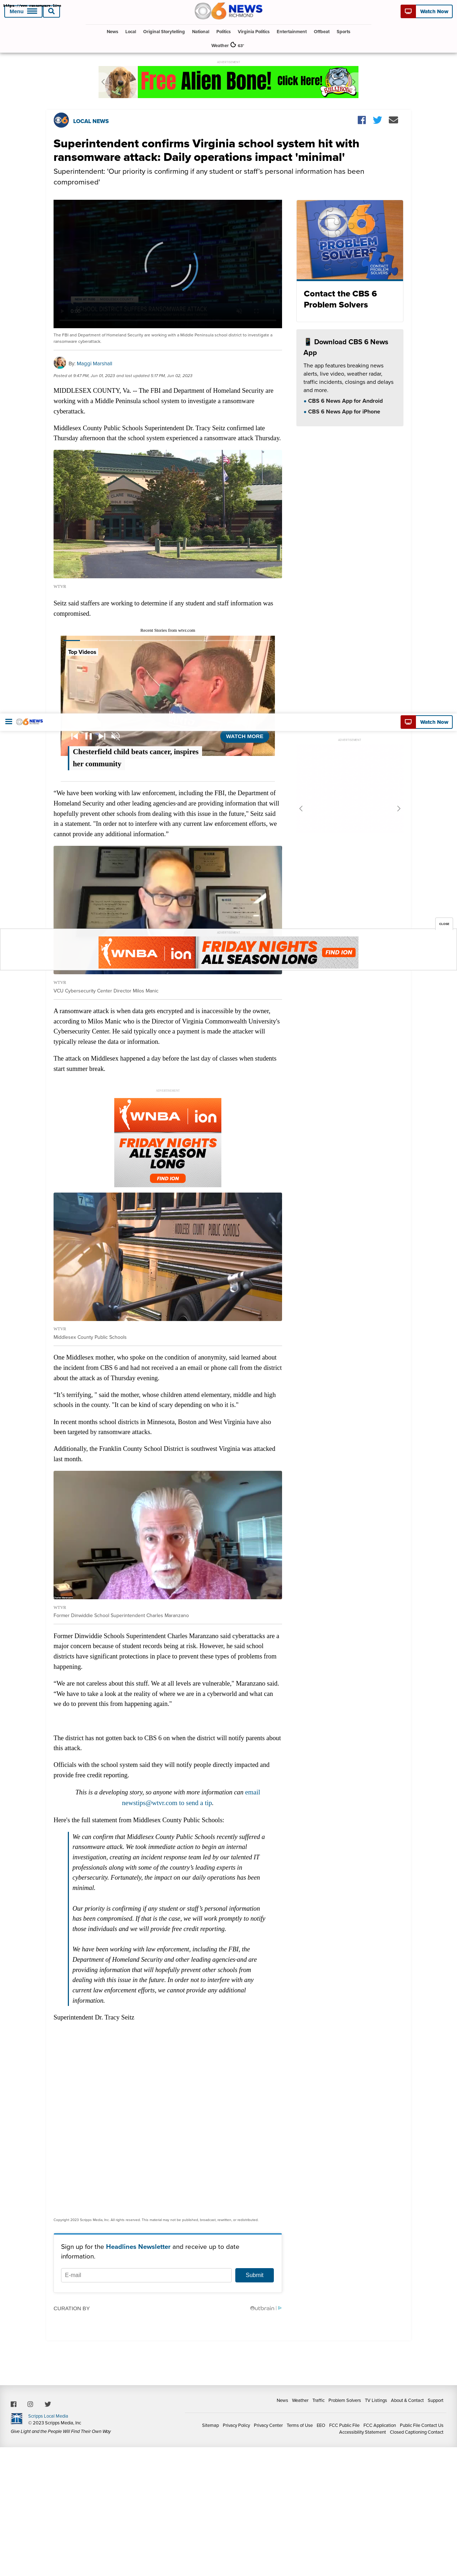 Menu
NEWS
RICHMOND
Watch Now
News Local Original Storytelling National Politics Virginia Politics Entertainment Offbeat Sports
Weather 63°
ADVERTISEMENT
Free Alien Bone! Click Here!
LOCAL NEWS
Superintendent confirms Virginia school system hit with
ransomware attack: Daily operations impact 'minimal'
Superintendent: 'Our priority is confirming if any student or staff's personal information has been
compromised'
The FBI and Department of Homeland Security are working with a Middle Peninsula school district to investigate a
ransomware cyberattack.
By: Maggi Marshall
Posted at 9:47 PM, Jun 01, 2023 and last updated 5:17 PM, Jun 02, 2023
MIDDLESEX COUNTY, Va. -- The FBI and Department of Homeland Security are
working with a Middle Peninsula school system to investigate a ransomware
cyberattack.
Middlesex County Public Schools Superintendent Dr. Tracy Seitz confirmed late
Thursday afternoon that the school system experienced a ransomware attack Thursday.
WTVR
Seitz said staffers are working to determine if any student and staff information was
compromised.
Recent Stories from wtvr.com
Top Videos
WATCH MORE
Chesterfield child beats cancer, inspires
her community
"We have been working with law enforcement, including the FBI, the Department of
Homeland Security and other leading agencies-and are providing information that will
hopefully prevent other schools from dealing with this issue in the future," Seitz said
in a statement. "In order not to interfere with any current law enforcement efforts, we
cannot provide any additional information."
ADVERTISEMENT
CLOSE
WNBA ion FRIDAY NIGHTS
ALL SEASON LONG FIND ION
WTVR
VCU Cybersecurity Center Director Milos Manic
A ransomware attack is when data gets encrypted and is inaccessible by the owner,
according to Milos Manic who is the Director of Virginia Commonwealth University's
Cybersecurity Center. He said typically once a payment is made the attacker will
typically release the data or information.
The attack on Middlesex happened a day before the last day of classes when students
start summer break.
ADVERTISEMENT
WNBA ion
FRIDAY NIGHTS
ALL SEASON
LONG
FIND ION
MIDDLESEX COUNTY PUBLIC SCHOOLS
WTVR
Middlesex County Public Schools
One Middlesex mother, who spoke on the condition of anonymity, said learned about
the incident from CBS 6 and had not received a an email or phone call from the district
about the attack as of Thursday evening.
"It's terrifying, " said the mother, whose children attend elementary, middle and high
schools in the county. "It can be kind of scary depending on who it is."
In recent months school districts in Minnesota, Boston and West Virginia have also
been targeted by ransomware attacks.
Additionally, the Franklin County School District is southwest Virginia was attacked
last month.
WTVR
Former Dinwiddie School Superintendent Charles Maranzano
Former Dinwiddie Schools Superintendent Charles Maranzano said cyberattacks are a
major concern because of student records being at risk. However, he said school
districts have significant protections in place to prevent these types of problems from
happening.
"We are not careless about this stuff. We at all levels are vulnerable," Maranzano said.
"We have to take a look at the reality of where we are in a cyberworld and what can
we do to prevent this from happening again."
The district has not gotten back to CBS 6 on when the district will notify parents about
this attack.
Officials with the school system said they will notify people directly impacted and
provide free credit reporting.
This is a developing story, so anyone with more information can email
newstips@wtvr.com to send a tip.
Here's the full statement from Middlesex County Public Schools:
We can confirm that Middlesex County Public Schools recently suffered a
ransomware attack. We took immediate action to begin an internal
investigation, creating an incident response team led by our talented IT
professionals along with some of the country's leading experts in
cybersecurity. Fortunately, the impact on our daily operations has been
minimal.
Our priority is confirming if any student or staff's personal information
has been compromised. If that is the case, we will work promptly to notify
those individuals and we will provide free credit reporting.
We have been working with law enforcement, including the FBI, the
Department of Homeland Security and other leading agencies-and are
providing information that will hopefully prevent other schools from
dealing with this issue in the future. In order not to interfere with any
current law enforcement efforts, we cannot provide any additional
information.
Superintendent Dr. Tracy Seitz
Copyright 2023 Scripps Media, Inc. All rights reserved. This material may not be published, broadcast, rewritten, or redistributed.
Sign up for the Headlines Newsletter and receive up to date
information.
E-mail
Submit
CURATION BY
Outbrain
PROBLEM
SOLVERS
CONTACT
PROBLEM
SOLVERS
Contact the CBS 6
Problem Solvers
Download CBS 6 News
App
The app features breaking news
alerts, live video, weather radar,
traffic incidents, closings and delays
and more.
CBS 6 News App for Android
CBS 6 News App for iPhone
NEWS
Watch Now
ADVERTISEMENT
News Weather Traffic Problem Solvers TV Listings About & Contact Support
Scripps Local Media
© 2023 Scripps Media, Inc
Give Light and the People Will Find Their Own Way
Sitemap Privacy Policy Privacy Center Terms of Use EEO FCC Public File FCC Application Public File Contact Us
Accessibility Statement Closed Captioning Contact